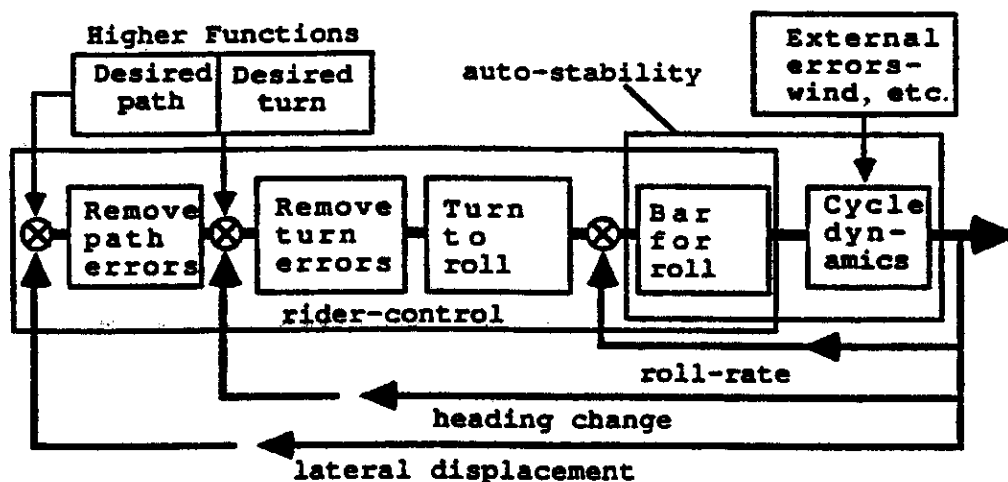 Higher Functions
Desired
path
Desired
turn
auto-stability
External
errors-
wind, etc.
Remove
path
errors
Remove
turn
errors
Turn
to
roll
Bar
for
roll
Cycle
dyn-
amics
rider-control
roll-rate
heading change
lateral displacement